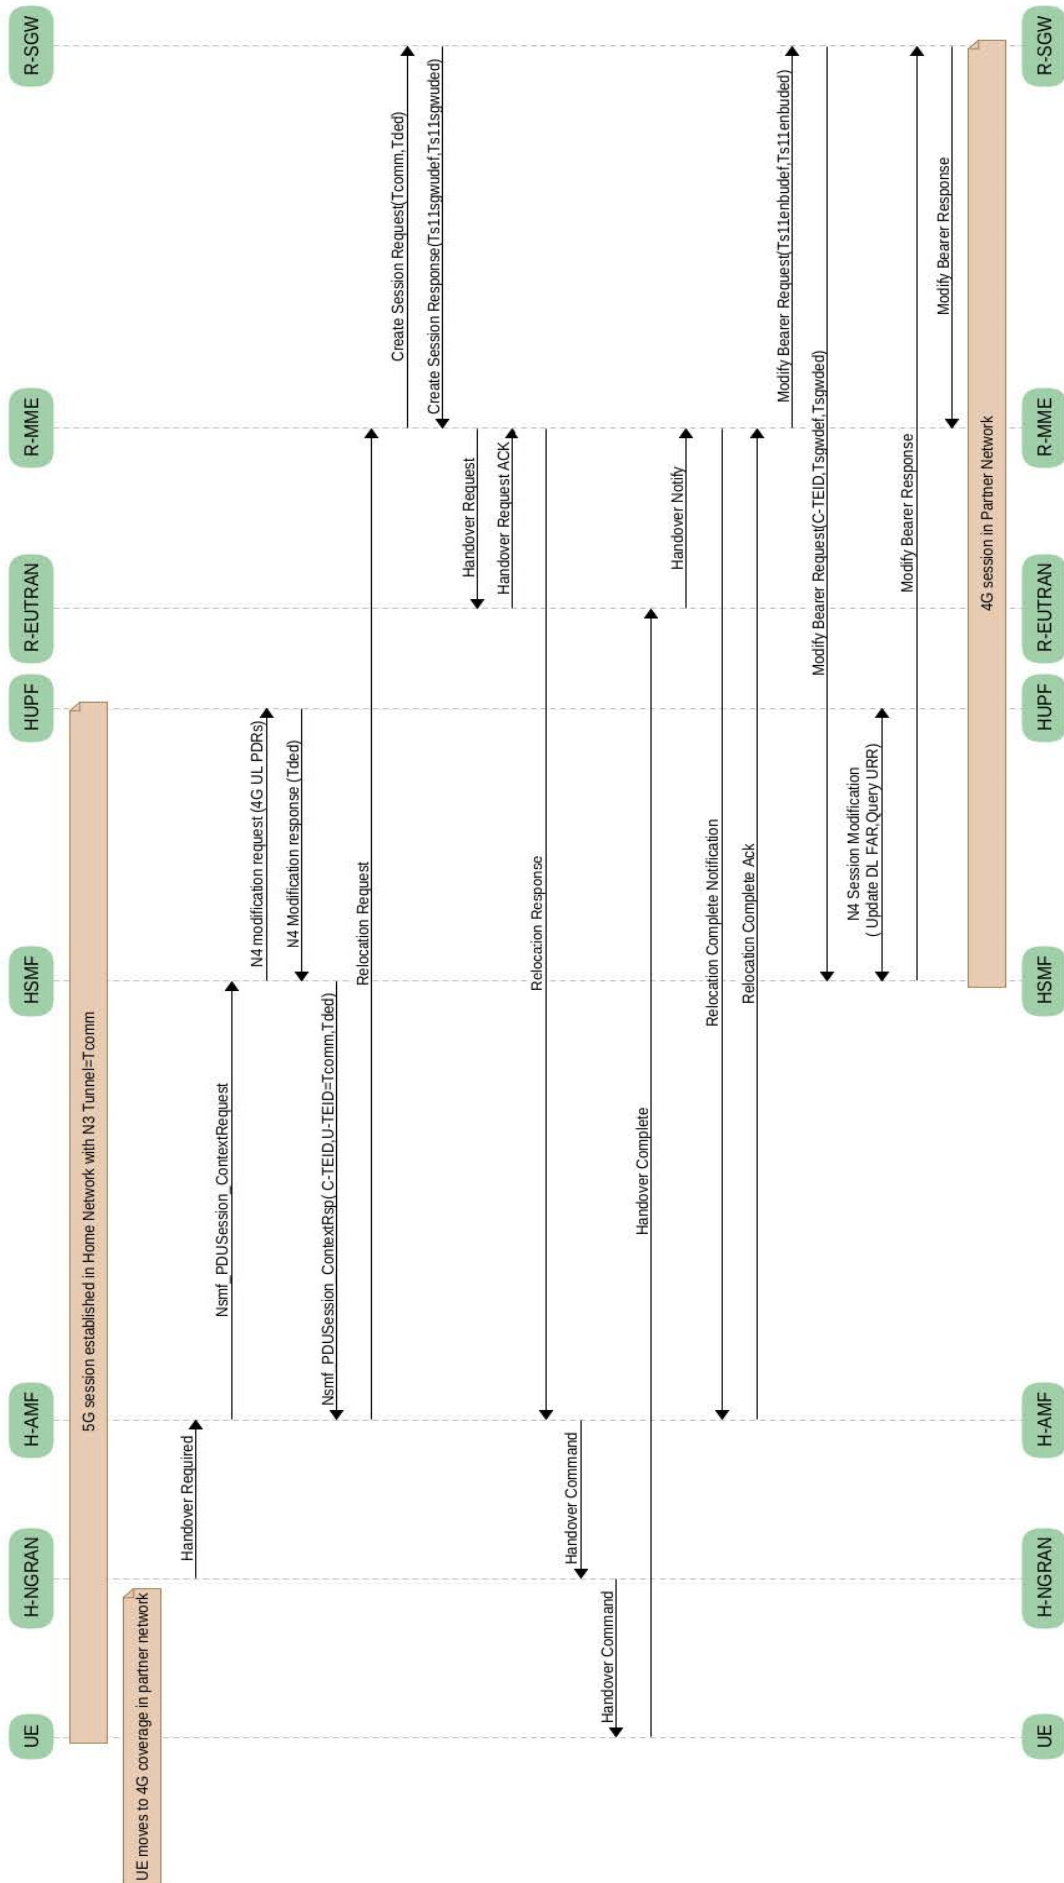 UE
H-NGRAN
H-AMF
HSMF
HUPF
R-EUTRAN
R-MME
R-SGW
5G session established in Home Network with N3 Tunnel=Tcomm
UE moves to 4G coverage in partner network
Handover Required
Nsmf_PDUSession_ContextRequest
N4 modification request (4G UL PDRs)
N4 Modification response (Tded)
Nsmf_PDUSession_ContextRsp( C-TEID,U-TEID=Tcomm,Tded)
Relocation Request
Create Session Request(Tcomm,Tded)
Create Session Response(Ts11sgwudef,Ts11sgwuded)
Handover Request
Handover Request ACK
Relocation Response
Handover Command
Handover Command
Handover Complete
Handover Notify
Relocation Complete Notification
Relocation Complete Ack
Modify Bearer Request(Ts11enbudef,Ts11enbuded)
Modify Bearer Request(C-TEID,Tsgwdef,Tsgwded)
N4 Session Modification
( Update DL FAR,Query URR)
Modify Bearer Response
Modify Bearer Response
4G session in Partner Network
UE
H-NGRAN
H-AMF
HSMF
HUPF
R-EUTRAN
R-MME
R-SGW